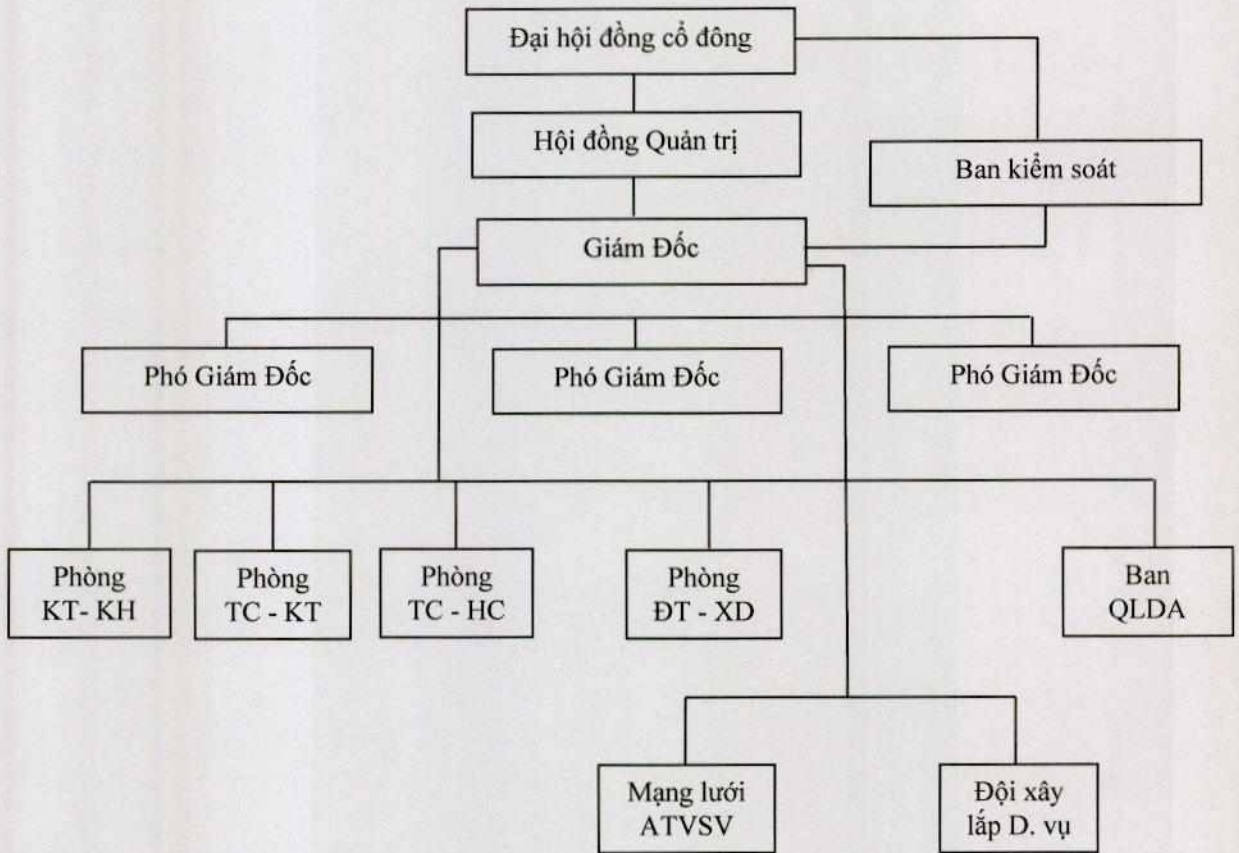 Đại hội đồng cổ đông
Hội đồng Quản trị
Ban kiểm soát
Giám Đốc
Phó Giám Đốc
Phó Giám Đốc
Phó Giám Đốc
Phòng
KT- KH
Phòng
TC - KT
Phòng
TC - HC
Phòng
ĐT - XD
Ban
QLDA
Mạng lưới
ATVSV
Đội xây
lắp D. vụ